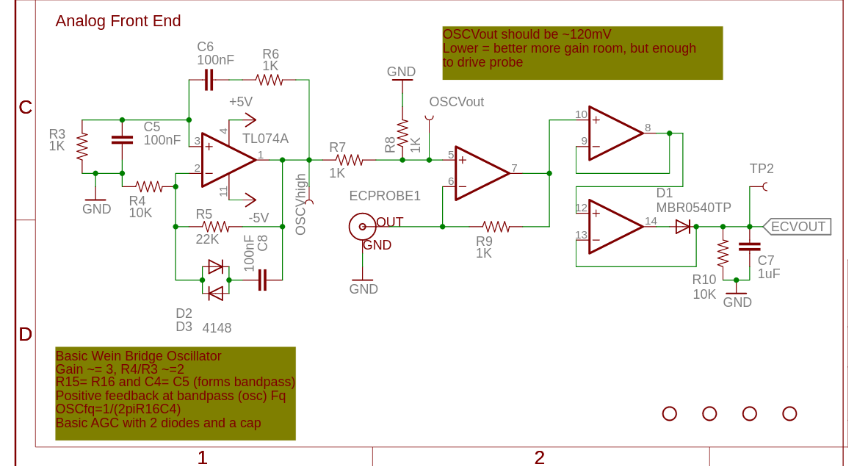 Analog Front End
OSCVout should be ~120mV
Lower = better more gain room, but enough
to drive probe
C6
100nF
R6
1K
GND
OSCVout
C
+5V
R3
1K
C5
100nF
3
+
4
TL074A
2
-
1
11
R7
1K
R8
1K
5
+
6
-
7
10
+
9
-
8
GND
R4
10K
-5V
OSCVhigh
ECPROBE1
OUT
GND
TP2
D1
MBR0540TP
12
+
13
-
14
ECVOUT
R5
22K
100nF
C8
R9
1K
R10
10K
C7
1uF
GND
GND
D2
D3
4148
D
Basic Wein Bridge Oscillator
Gain ~= 3, R4/R3 ~=2
R15= R16 and C4= C5 (forms bandpass)
Positive feedback at bandpass (osc) Fq
OSCfq=1/(2piR16C4)
Basic AGC with 2 diodes and a cap
1
2